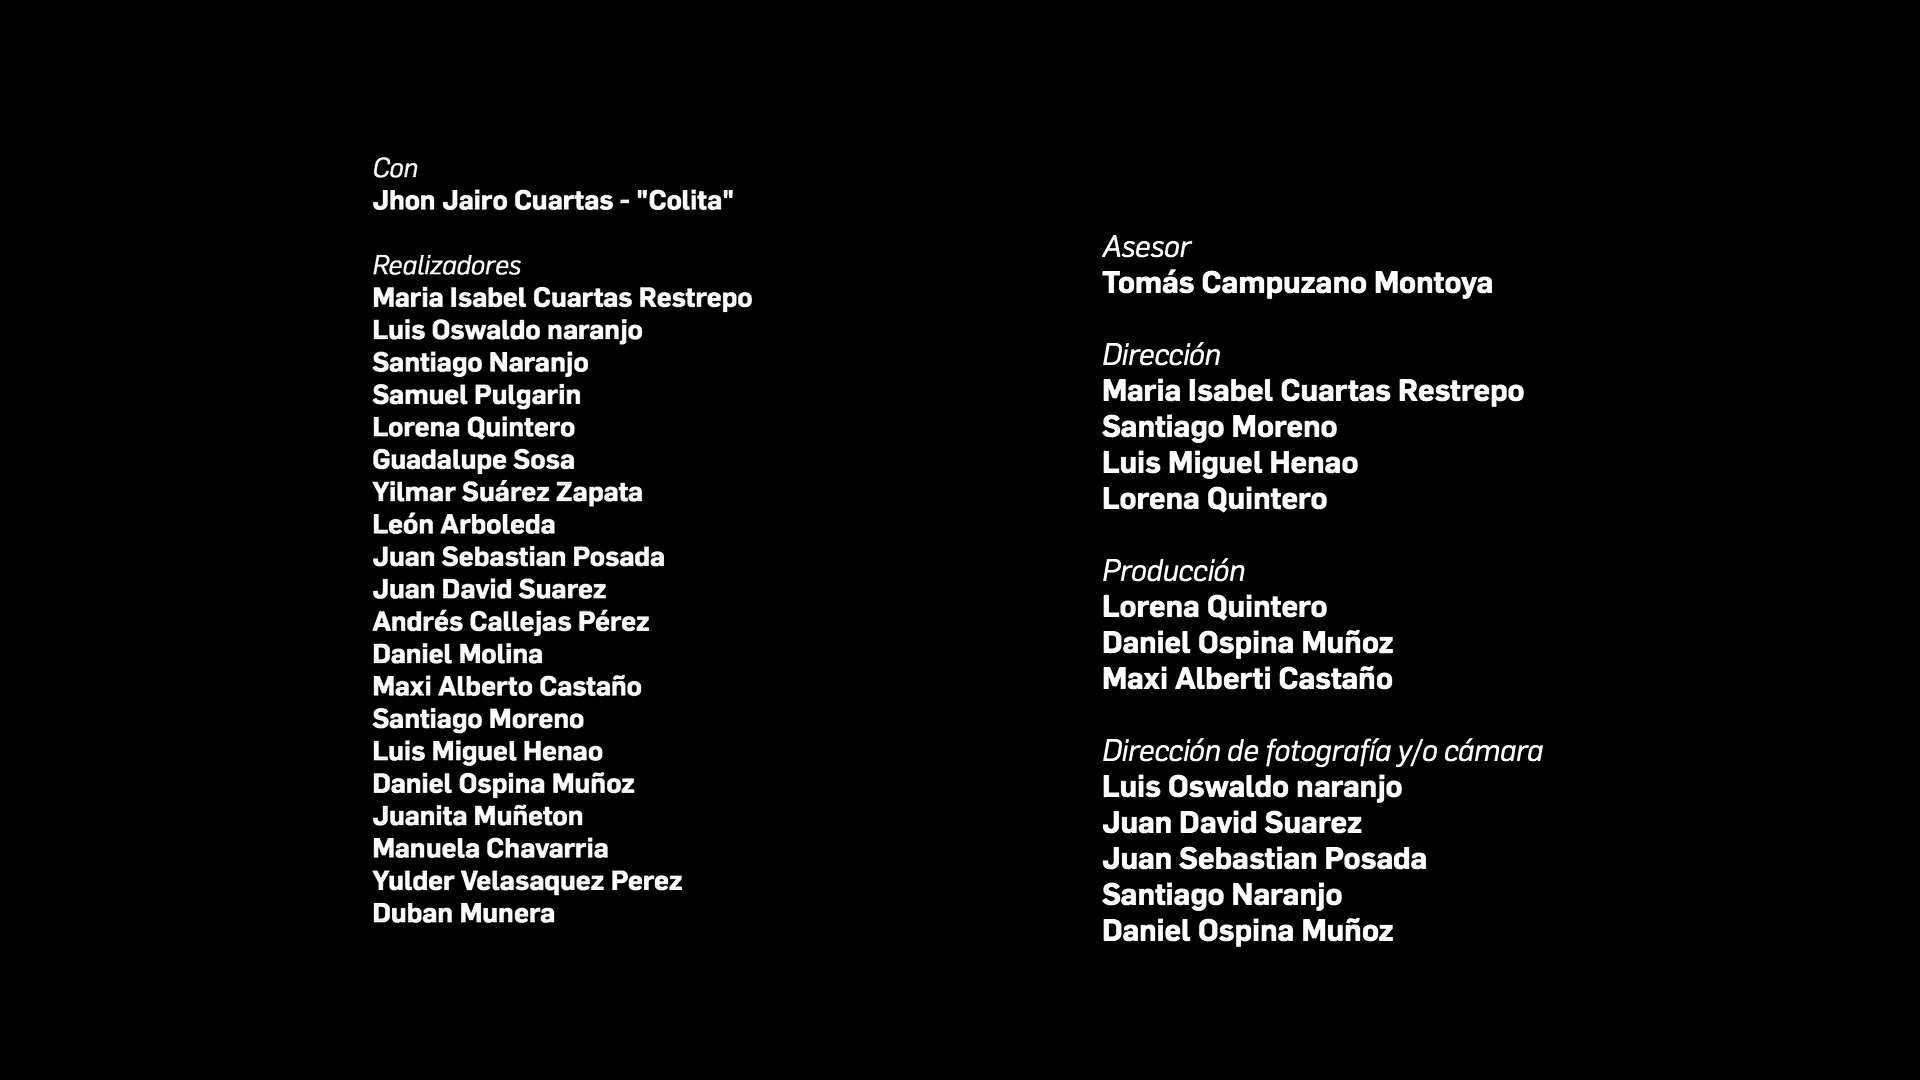 Con
Jhon Jairo Cuartas - "Colita"
Realizadores
Maria Isabel Cuartas Restrepo
Luis Oswaldo naranjo
Santiago Naranjo
Samuel Pulgarin
Lorena Quintero
Guadalupe Sosa
Yilmar Suárez Zapata
León Arboleda
Juan Sebastian Posada
Juan David Suarez
Andrés Callejas Pérez
Daniel Molina
Maxi Alberto Castaño
Santiago Moreno
Luis Miguel Henao
Daniel Ospina Muñoz
Juanita Muñeton
Manuela Chavarria
Yulder Velasaquez Perez
Duban Munera
Asesor
Tomás Campuzano Montoya
Dirección
Maria Isabel Cuartas Restrepo
Santiago Moreno
Luis Miguel Henao
Lorena Quintero
Producción
Lorena Quintero
Daniel Ospina Muñoz
Maxi Alberti Castaño
Dirección de fotografía y/o cámara
Luis Oswaldo naranjo
Juan David Suarez
Juan Sebastian Posada
Santiago Naranjo
Daniel Ospina Muñoz